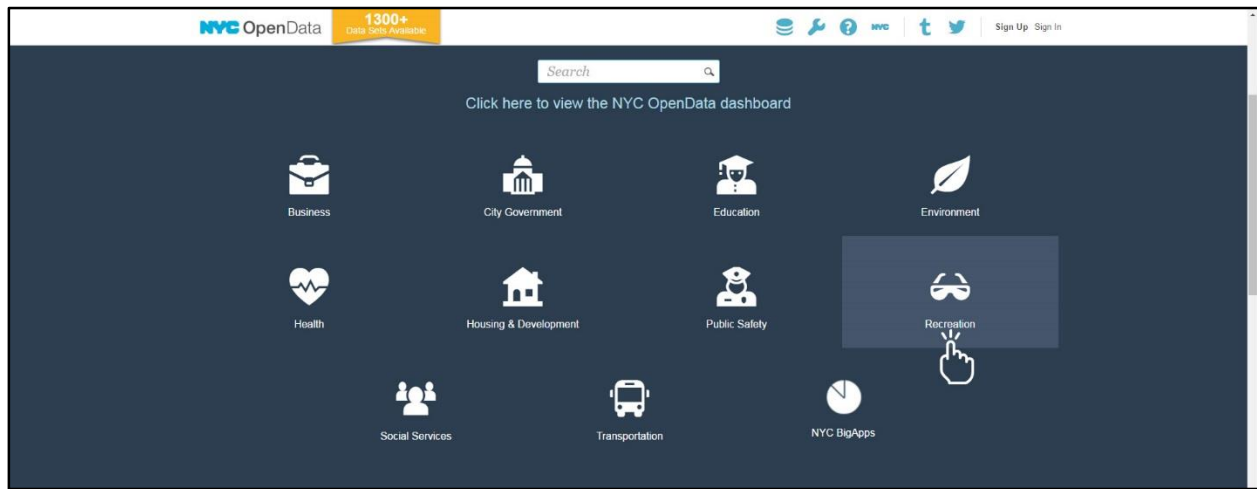 NYC OpenData
1300+
Data Sets Available
NYC
t
Sign Up Sign In
Search
Click here to view the NYC OpenData dashboard
Business
City Government
Education
Environment
Health
Housing & Development
Public Safety
Recreation
Social Services
Transportation
NYC BigApps